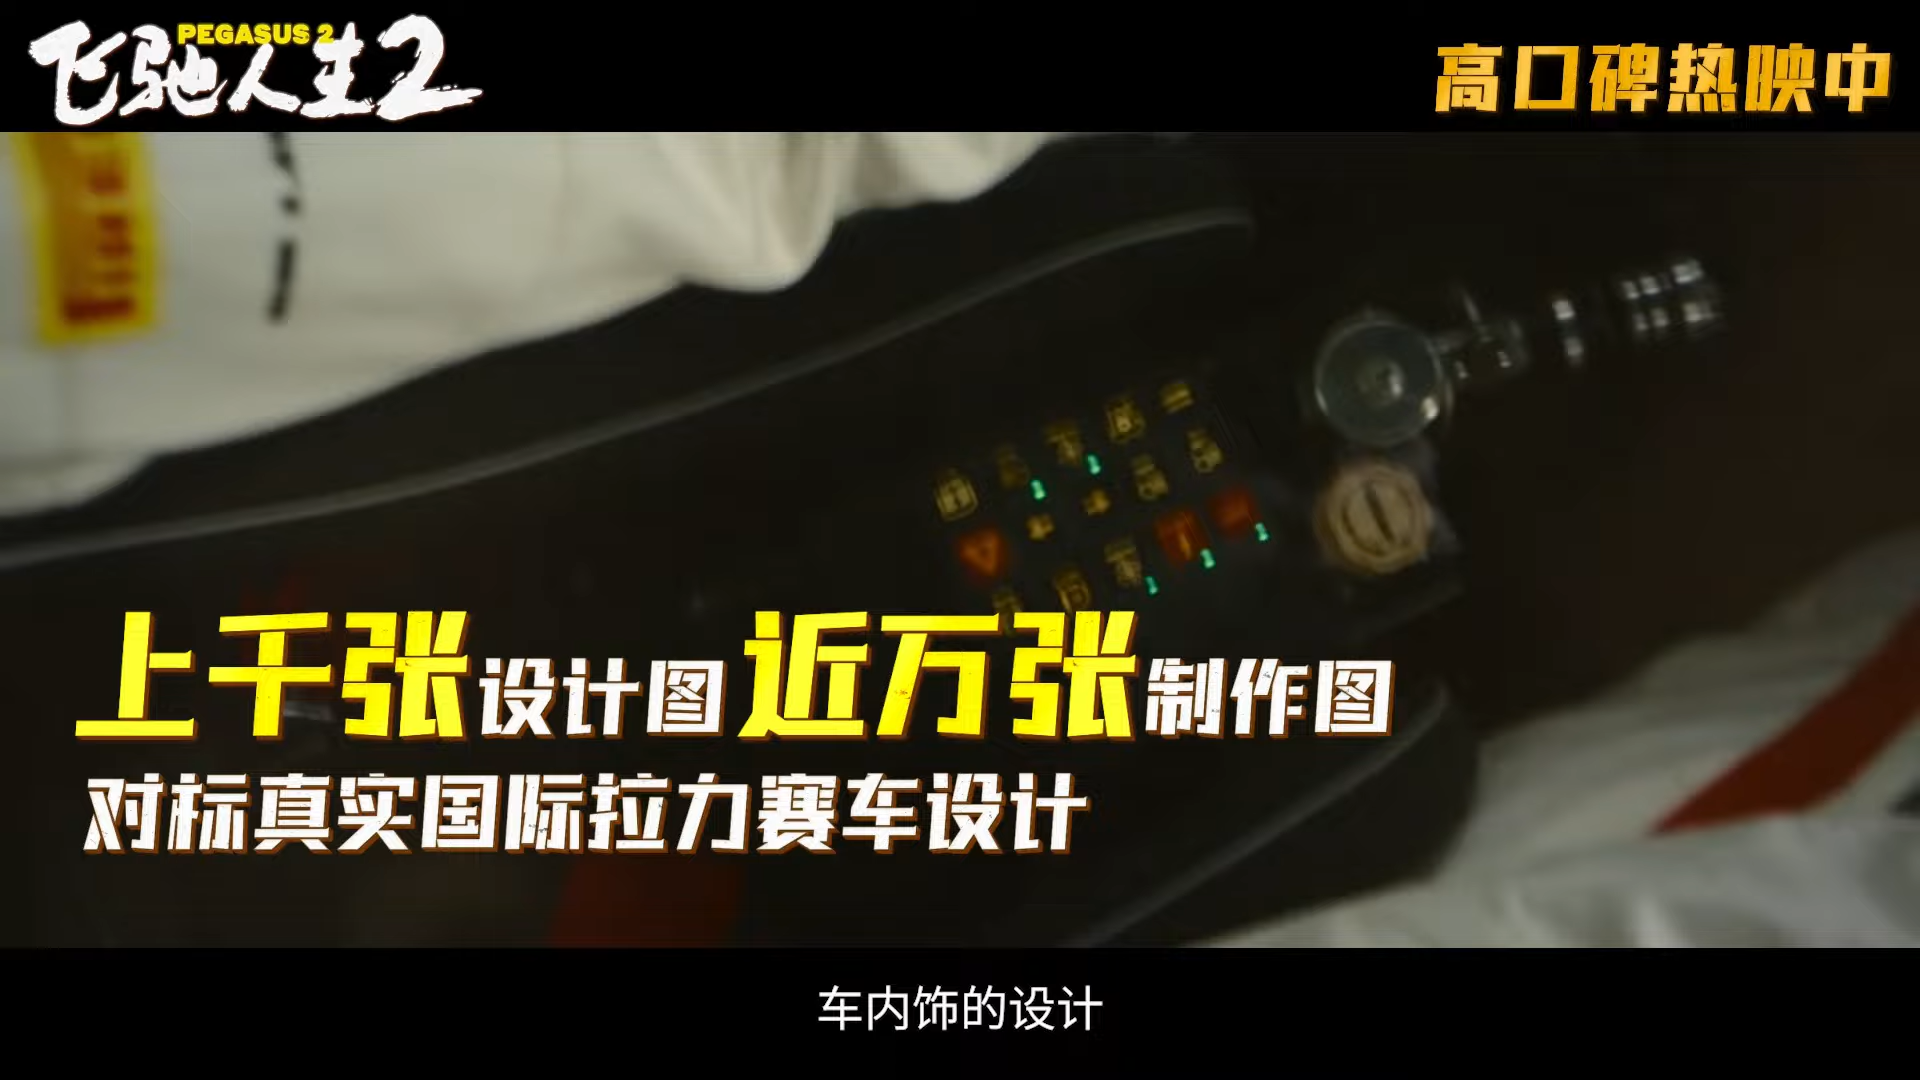 飞驰人生2
PEGASUS 2
高口碑热映中
上千张设计图 近万张制作图
对标真实国际拉力赛车设计
车内饰的设计